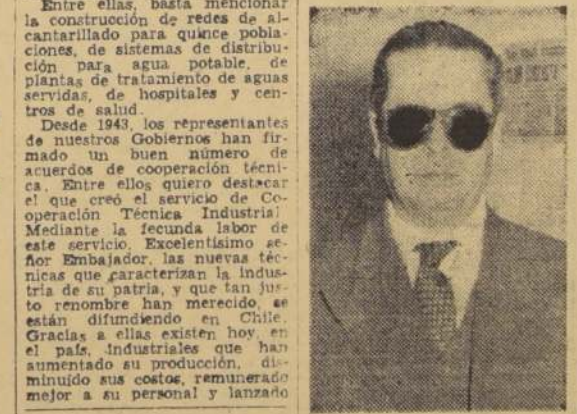 Entre ellas, basta mencionar
la construcción de redes de al-
cantarillado para quince pobla-
ciones, de sistemas de distribu-
ción para agua potable, de
plantas de tratamiento de aguas
servidas, de hospitales y cen-
tros de salud.
Desde 1943, los representantes
de nuestros Gobiernos han fir-
mado un buen número de
acuerdos de cooperación técni-
ca. Entre ellos quiero destacar
el que creó el servicio de Co-
operación Técnica Industrial
Mediante la fecunda labor de
este servicio, Excelentísimo se-
ñor Embajador, las nuevas téc-
nicas que caracterizan la indus-
tria de su patria, y que tan jus-
to renombre han merecido, se
están difundiendo en Chile.
Gracias a ellas existen hoy, en
el país, industriales que han
aumentado su producción, dis-
minuído sus costos, remunerado
mejor a su personal y lanzado